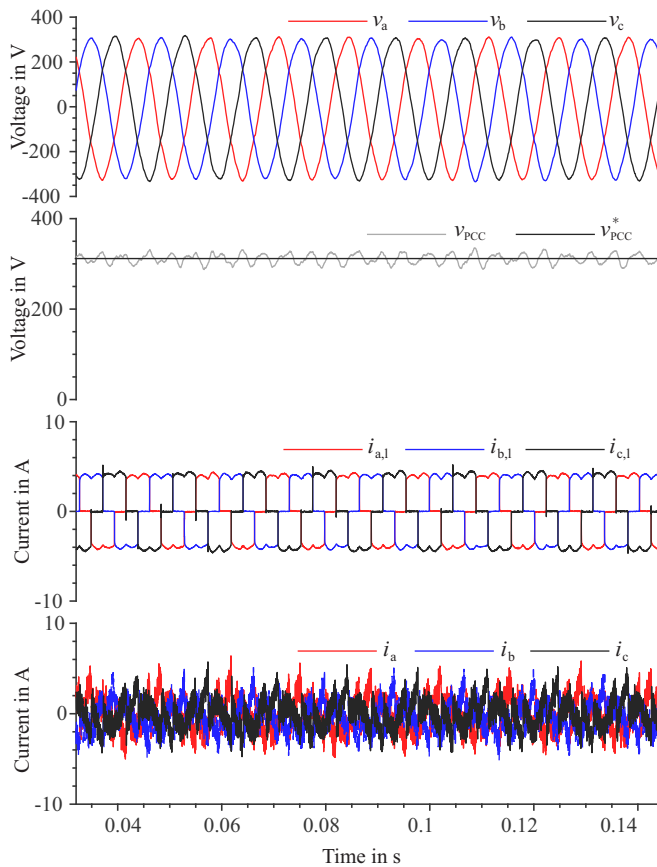 400 v_a v_b v_c
200
0
-200
-400
Voltage in V
400
v_PCC v*_PCC
200
0
Voltage in V
10
i_a,l i_b,l i_c,l
0
-10
Current in A
10
i_a i_b i_c
0
-10
Current in A
0.04 0.06 0.08 0.1 0.12 0.14
Time in s